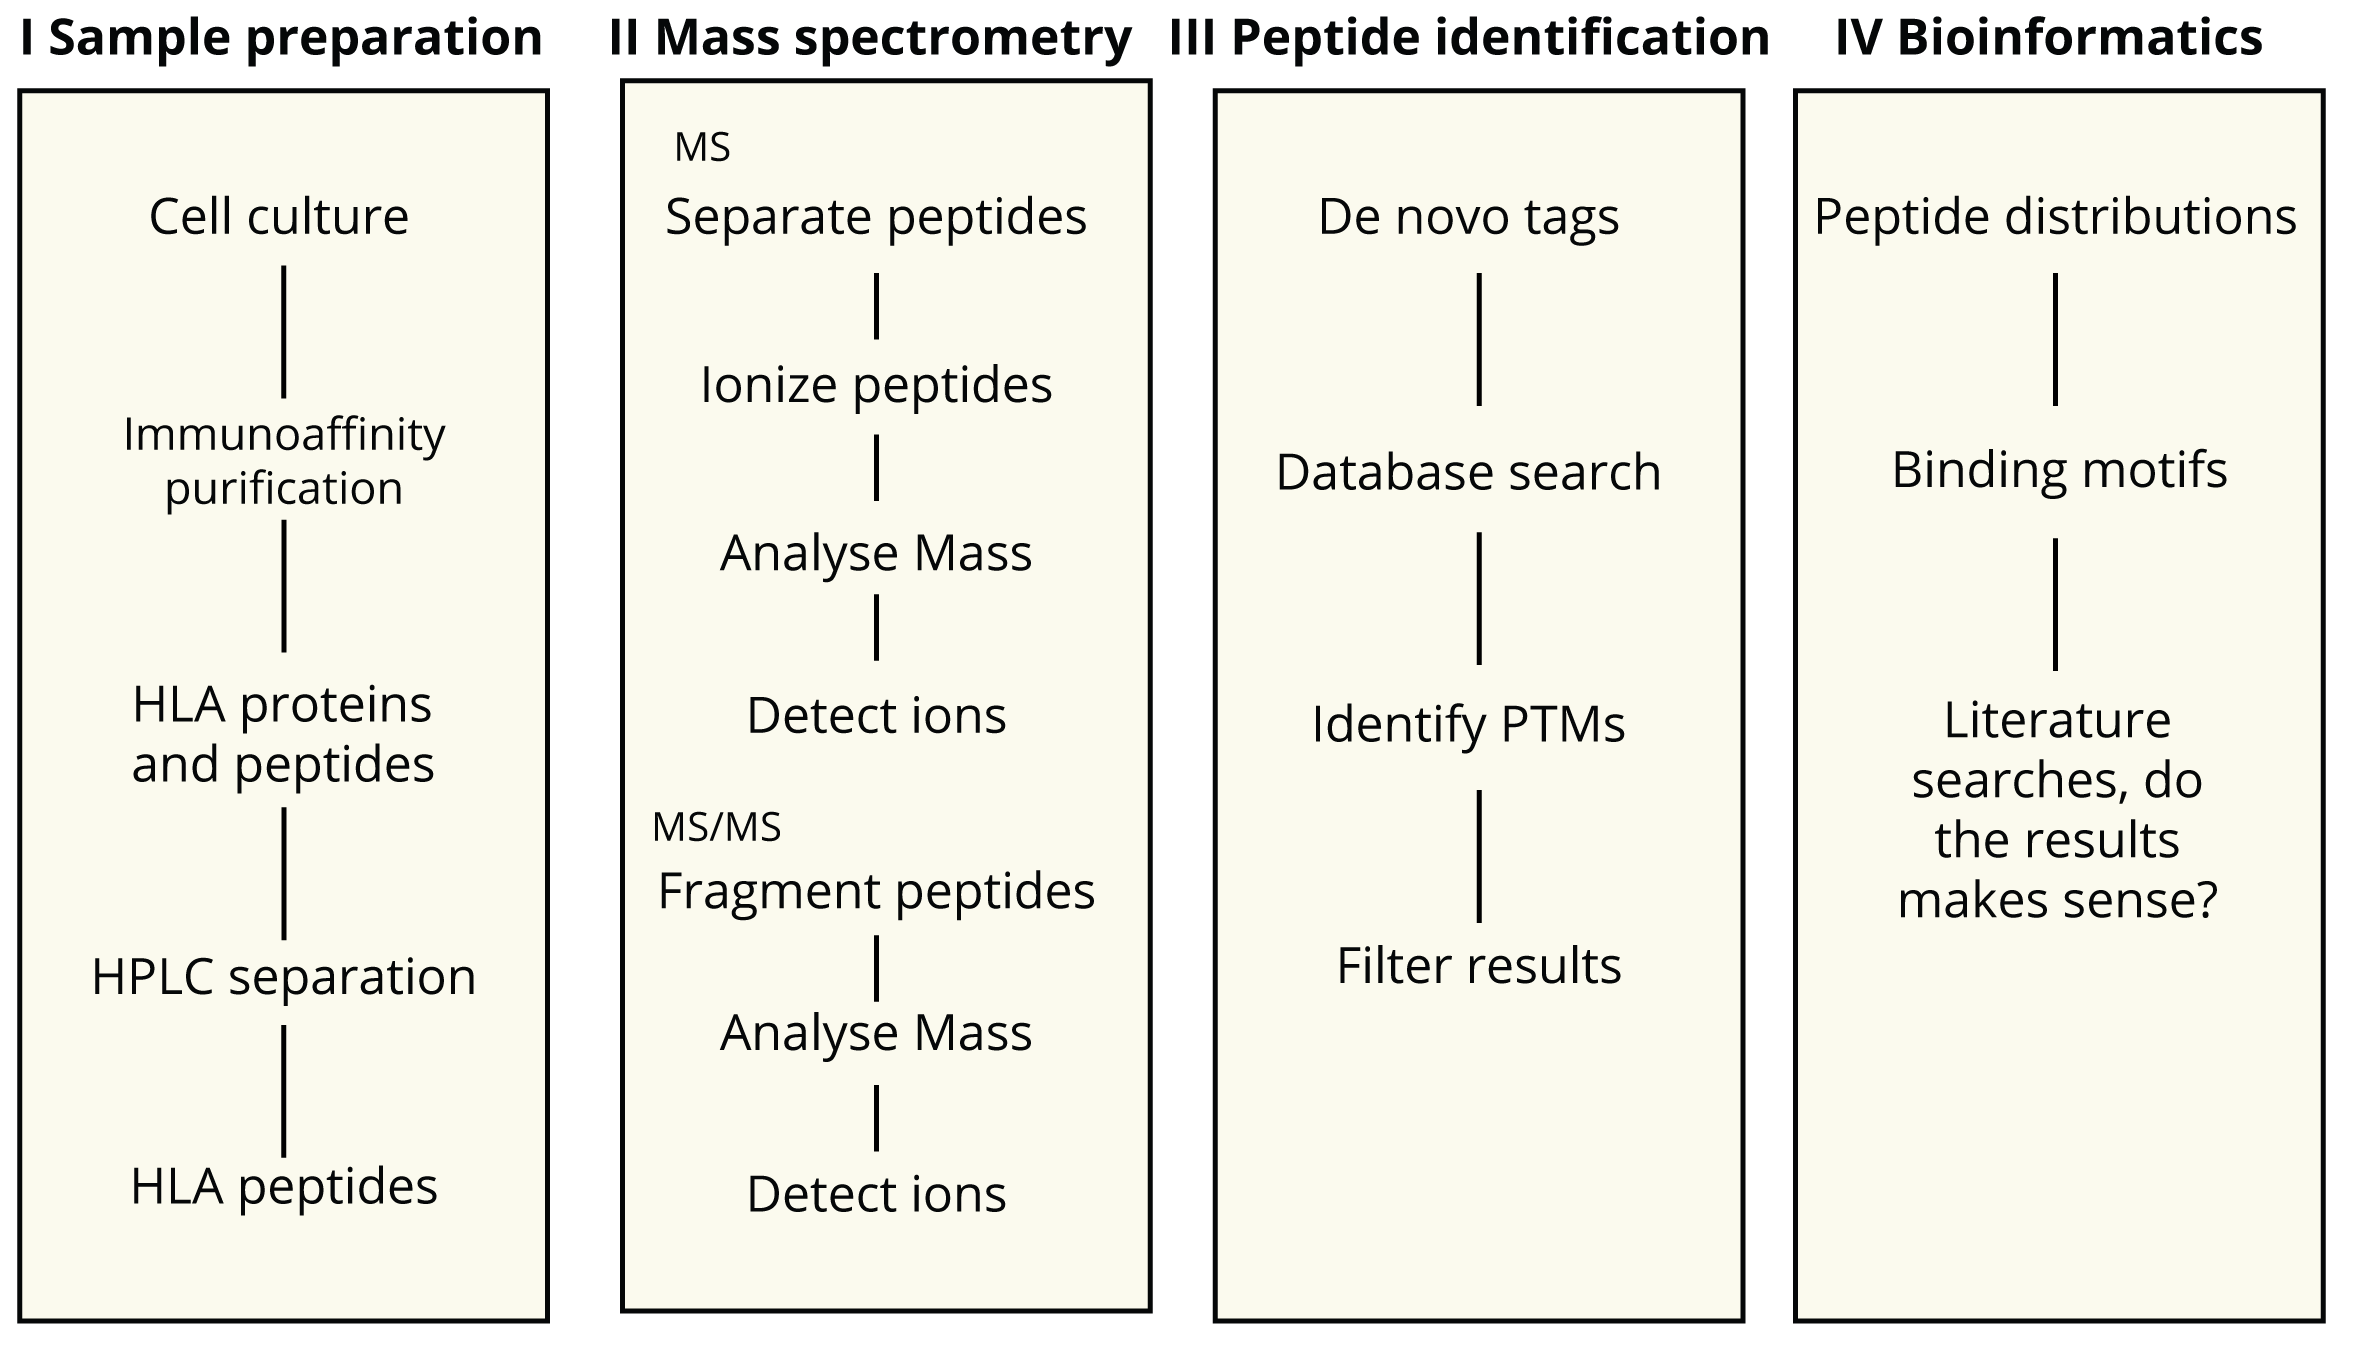 I Sample preparation
Cell culture
Immunoaffinity
purification
HLA proteins
and peptides
HPLC separation
HLA peptides
II Mass spectrometry
MS
Separate peptides
Ionize peptides
Analyse Mass
Detect ions
MS/MS
Fragment peptides
Analyse Mass
Detect ions
III Peptide identification
De novo tags
Database search
Identify PTMs
Filter results
IV Bioinformatics
Peptide distributions
Binding motifs
Literature
searches, do
the results
makes sense?